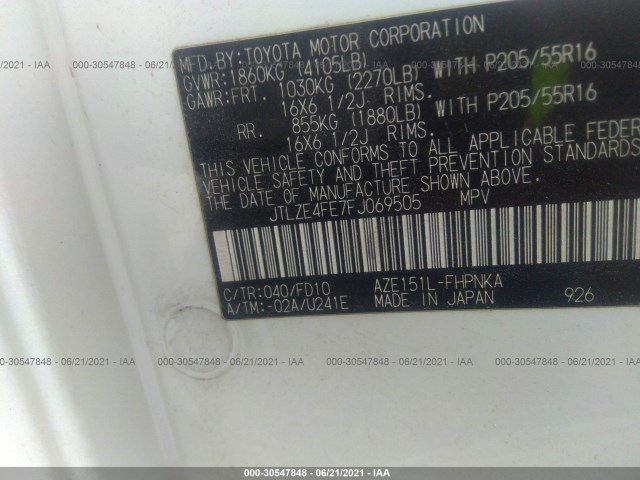 MFD.BY:TOYOTA MOTOR CORPORATION
GVWR:1860KG (4105LB)
GAWR:FRT 1030KG (2270LB) WITH P205/55R16
16X6 1/2J RIMS.
RR. 855KG (1880LB) WITH P205/55R16
16X6 1/2J RIMS.
THIS VEHICLE CONFORMS TO ALL APPLICABLE FEDER
VEHICLE SAFETY AND THEFT PREVENTION STANDARDS
THE DATE OF MANUFACTURE SHOWN ABOVE.
JTLZE4FE7FJ069505 MPV
C/TR:040/FD10 AZE151L-FHPNKA
A/TM:-02A/U241E MADE IN JAPAN 926
06/21/2021 - IAA 000-30547848 - 06/21/2021 - IAA 000-30547848 - 06/21/2021 - IAA
000-30547848 - 06/21/2021 - IAA